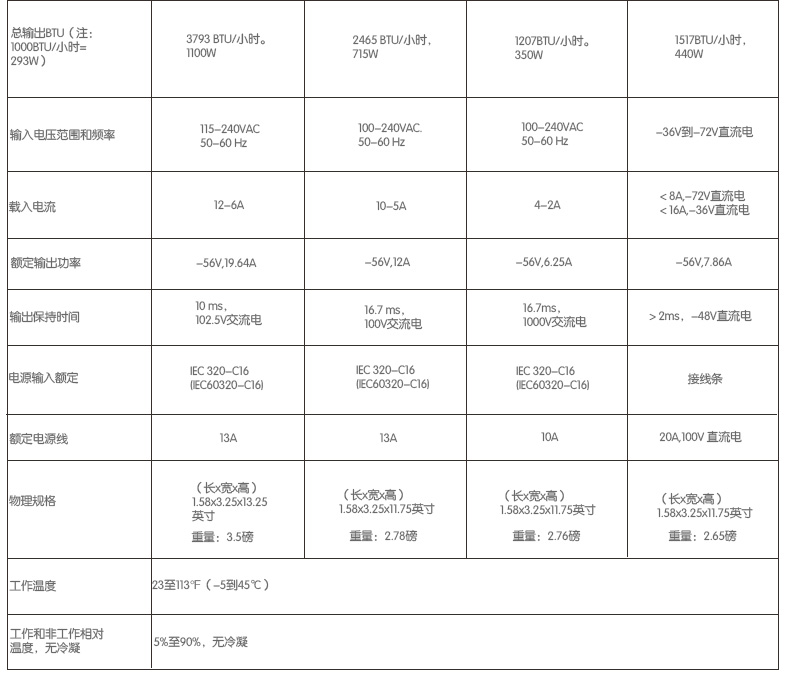 总输出BTU（注：
1000BTU/小时=
293W）
3793 BTU/小时。
1100W
2465 BTU/小时，
715W
1207BTU/小时。
350W
1517BTU/小时，
440W
输入电压范围和频率
115-240VAC
50-60 Hz
100-240VAC.
50-60 Hz
100-240VAC
50-60 Hz
-36V到-72V直流电
载入电流
12-6A
10-5A
4-2A
<8A,-72V直流电
<16A,-36V直流电
额定输出功率
-56V,19.64A
-56V,12A
-56V,6.25A
-56V,7.86A
输出保持时间
10 ms，
102.5V交流电
16.7 ms，
100V交流电
16.7ms，
1000V交流电
>2ms，-48V直流电
电源输入额定
IEC 320-C16
(IEC60320-C16)
IEC 320-C16
(IEC60320-C16)
IEC 320-C16
(IEC60320-C16)
接线条
额定电源线
13A
13A
10A
20A,100V 直流电
物理规格
（长x宽x高）
1.58x3.25x13.25
英寸
重量：3.5磅
（长x宽x高）
1.58x3.25x11.75英寸
重量：2.78磅
（长x宽x高）
1.58x3.25x11.75英寸
重量：2.76磅
（长x宽x高）
1.58x3.25x11.75英寸
重量：2.65磅
工作温度
23至113℉（-5到45℃）
工作和非工作相对
温度，无冷凝
5%至90%，无冷凝